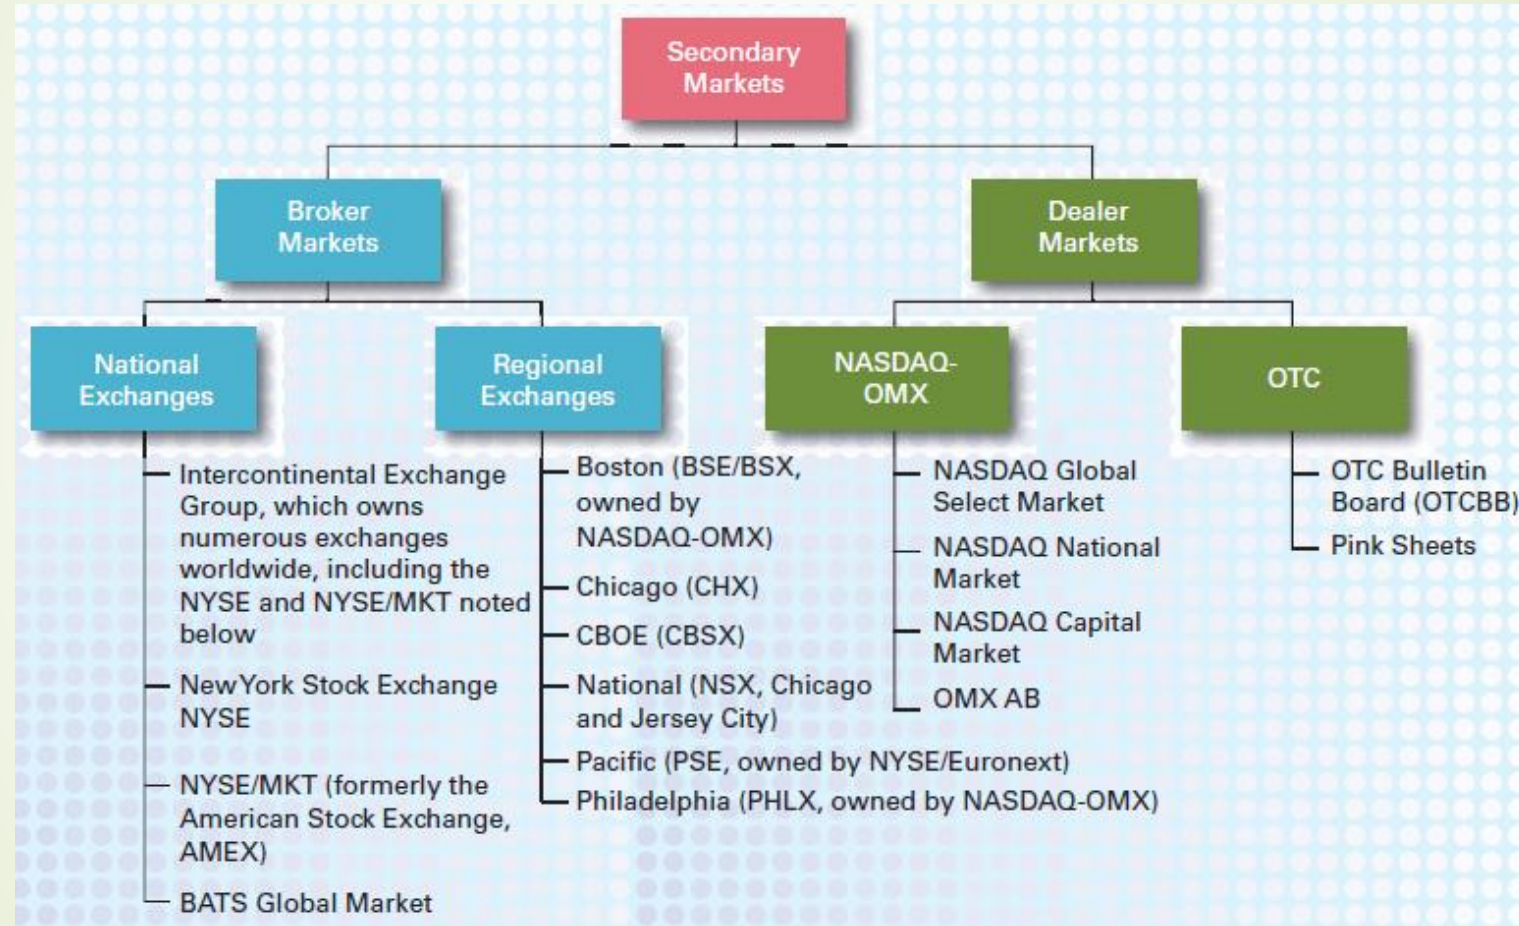 Secondary
Markets
Broker
Markets
Dealer
Markets
National
Exchanges
Regional
Exchanges
NASDAQ-
OMX
OTC
Intercontinental Exchange
Group, which owns
numerous exchanges
worldwide, including the
NYSE and NYSE/MKT noted
below
New York Stock Exchange
NYSE
NYSE/MKT (formerly the
American Stock Exchange,
AMEX)
BATS Global Market
Boston (BSE/BSX,
owned by
NASDAQ-OMX)
Chicago (CHX)
CBOE (CBSX)
National (NSX, Chicago
and Jersey City)
Pacific (PSE, owned by NYSE/Euronext)
Philadelphia (PHLX, owned by NASDAQ-OMX)
NASDAQ Global
Select Market
NASDAQ National
Market
NASDAQ Capital
Market
OMX AB
OTC Bulletin
Board (OTCBB)
Pink Sheets